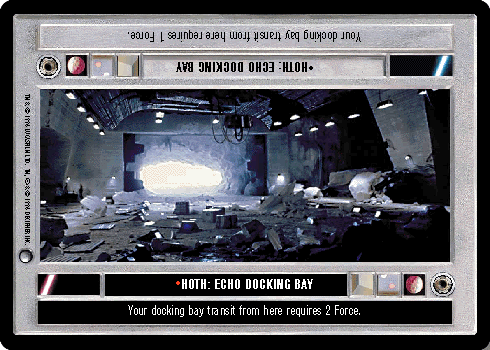 Your docking bay transit from here requires 1 Force.
•HOTH: ECHO DOCKING BAY
•HOTH: ECHO DOCKING BAY
Your docking bay transit from here requires 2 Force.